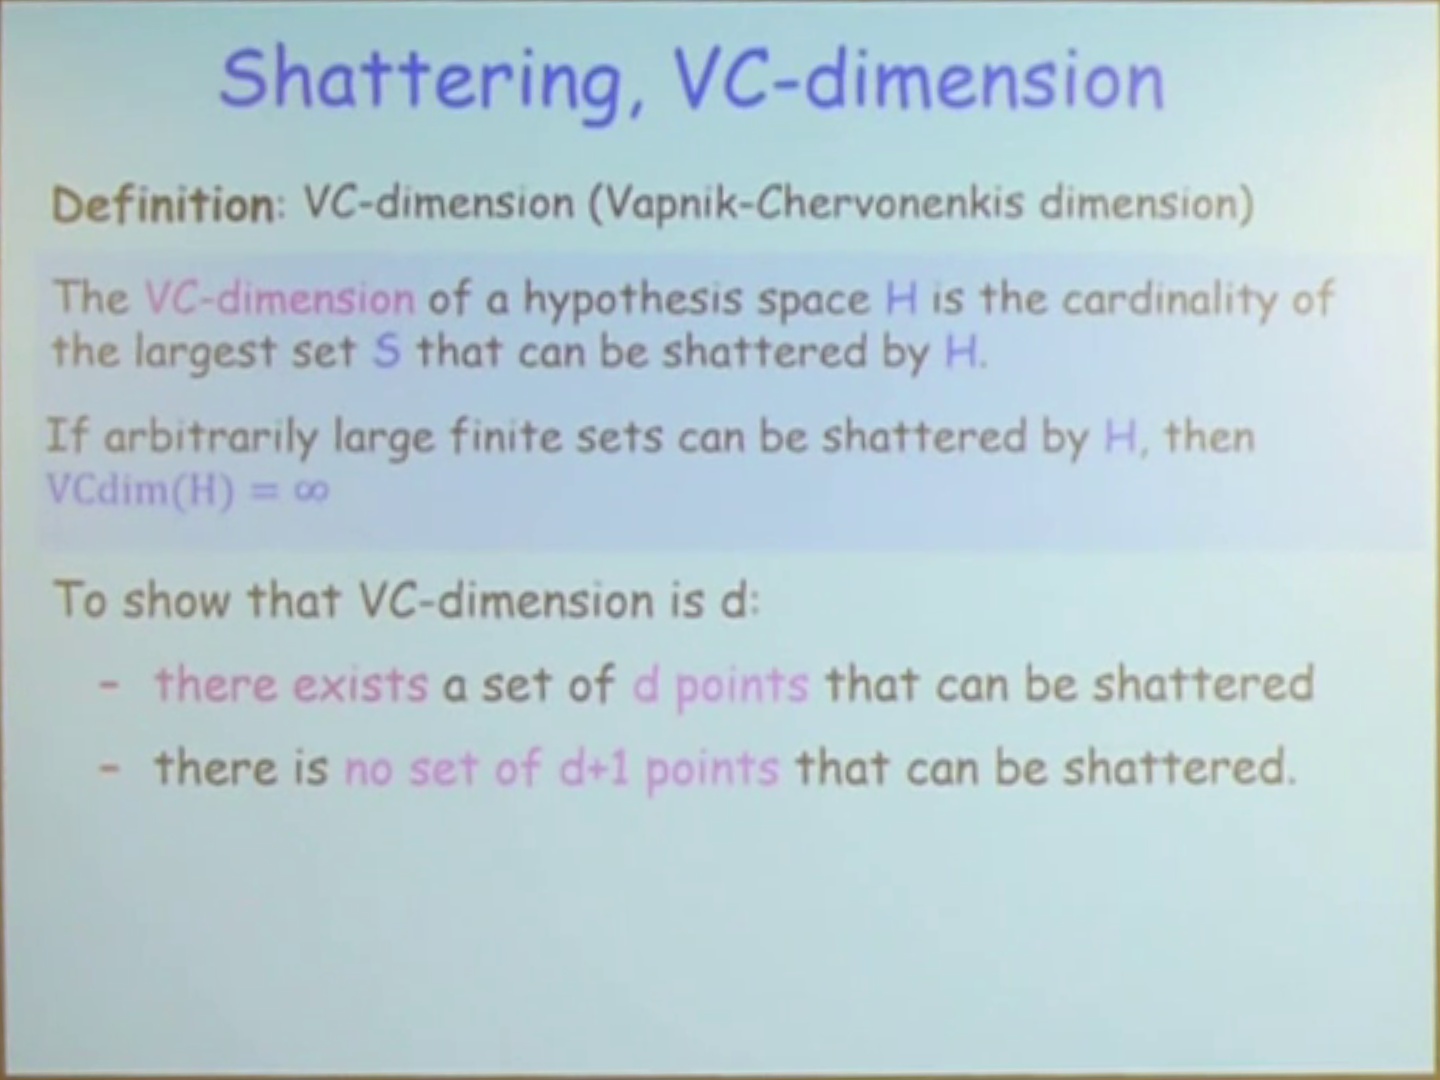 Shattering, VC-dimension
Definition: VC-dimension (Vapnik-Chervonenkis dimension)
The VC-dimension of a hypothesis space H is the cardinality of
the largest set S that can be shattered by H.
If arbitrarily large finite sets can be shattered by H, then
VCdim(H) = ∞
To show that VC-dimension is d:
- there exists a set of d points that can be shattered
- there is no set of d+1 points that can be shattered.